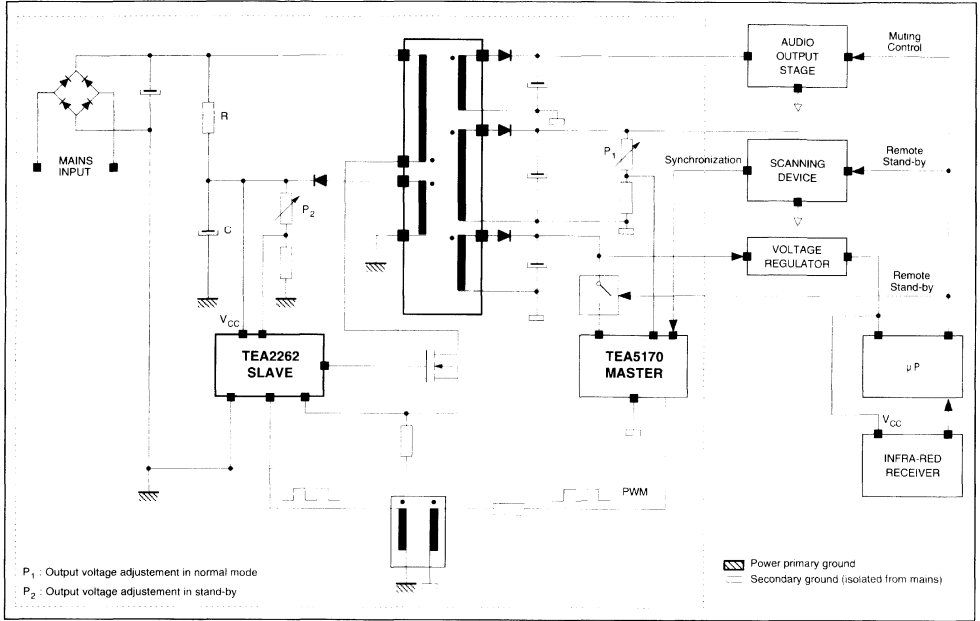 AUDIO
OUTPUT
STAGE
Muting
Control
R
MAINS
INPUT
P1
Synchronization
SCANNING
DEVICE
Remote
Stand-by
P2
C
VOLTAGE
REGULATOR
Remote
Stand-by
VCC
TEA2262
SLAVE
TEA5170
MASTER
µP
VCC
INFRA-RED
RECEIVER
PWM
P1 : Output voltage adjustement in normal mode
P2 : Output voltage adjustement in stand-by
Power primary ground
Secondary ground (isolated from mains)